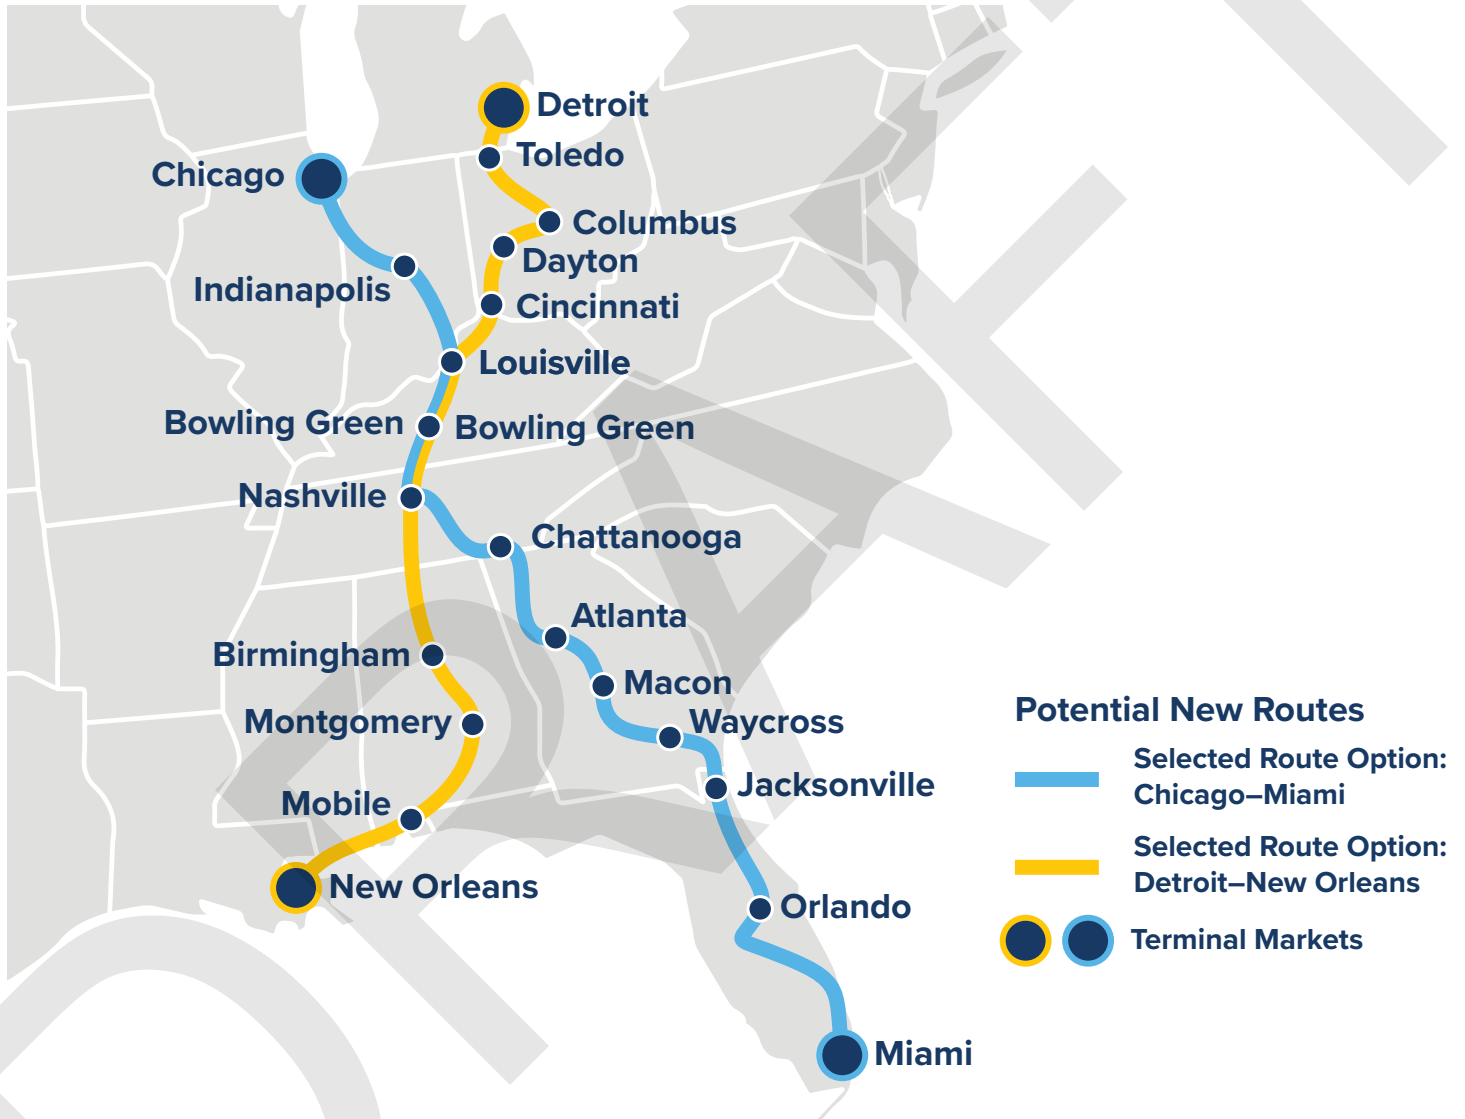 Detroit
Toledo
Chicago
Columbus
Dayton
Indianapolis
Cincinnati
Louisville
Bowling Green
Bowling Green
Nashville
Chattanooga
Atlanta
Birmingham
Macon
Montgomery
Waycross
Jacksonville
Mobile
New Orleans
Orlando
Miami
Potential New Routes
Selected Route Option:
Chicago–Miami
Selected Route Option:
Detroit–New Orleans
Terminal Markets